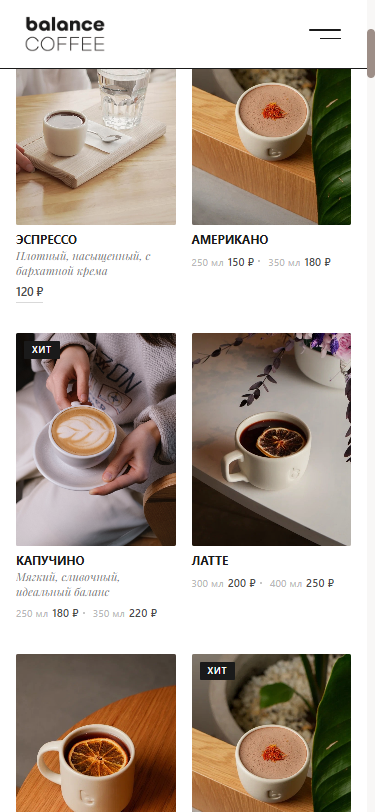 balance
COFFEE
ЭСПРЕССО
Плотный, насыщенный, с
бархатной крема
120 ₽
АМЕРИКАНО
250 мл 150 ₽ · 350 мл 180 ₽
ХИТ
КАПУЧИНО
Мягкий, сливочный,
идеальный баланс
250 мл 180 ₽ · 350 мл 220 ₽
ЛАТТЕ
300 мл 200 ₽ · 400 мл 250 ₽
ХИТ